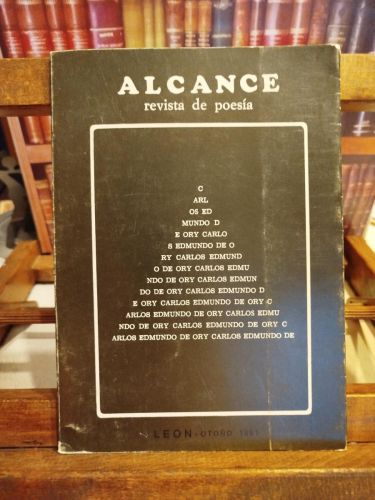 ALCANCE
revista de poesía
C
ARL
OS ED
MUNDO D
E ORY CARLO
S EDMUNDO DE O
RY CARLOS EDMUND
O DE ORY CARLOS EDMU
NDO DE ORY CARLOS EDMUN
DO DE ORY CARLOS EDMUNDO D
E ORY CARLOS EDMUNDO DE ORY C
ARLOS EDMUNDO DE ORY CARLOS EDMU
NDO DE ORY CARLOS EDMUNDO DE ORY C
ARLOS EDMUNDO DE ORY CARLOS EDMUNDO DE
LEON - OTOÑO 1981